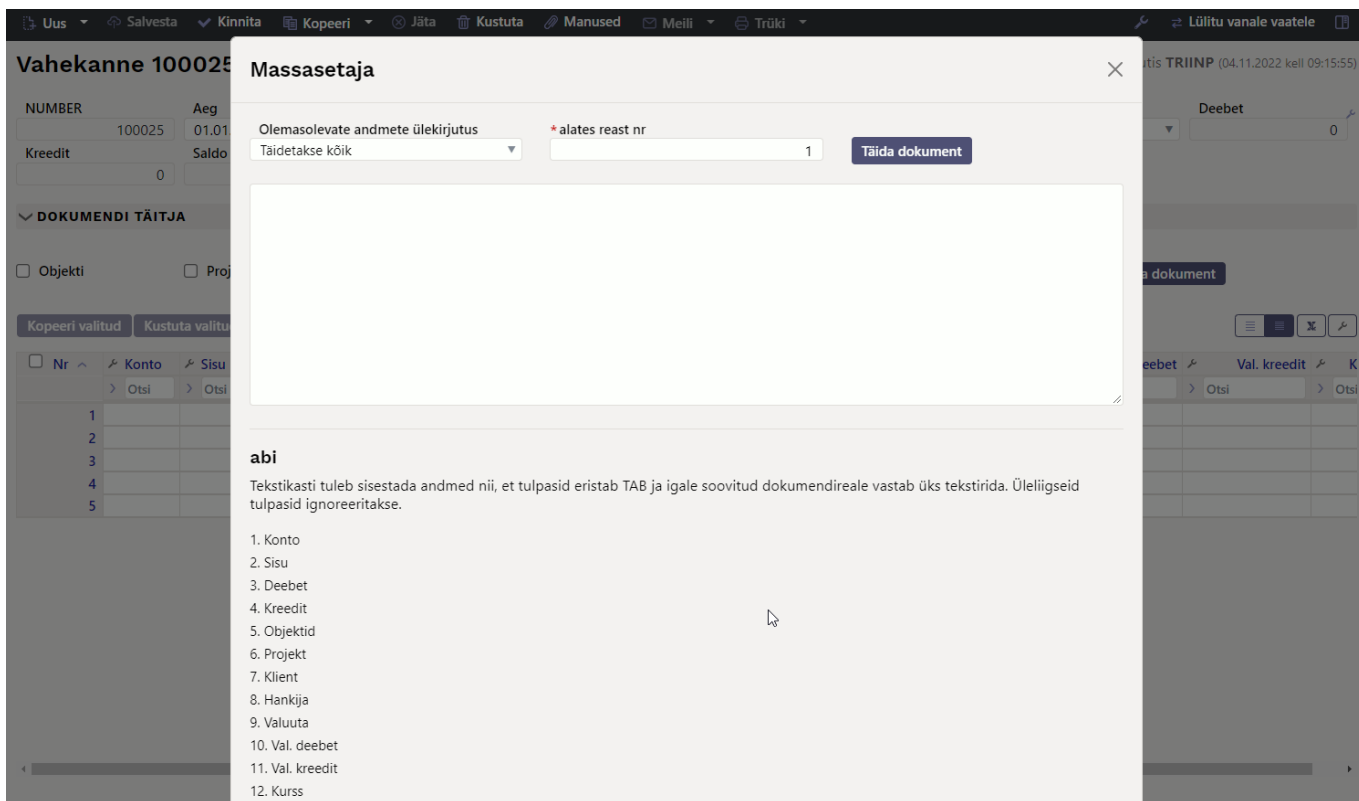 Uus Salvesta Kinnita Kopeeri Jäta Kustuta Manused Meili Trüki Lülitu vanale vaatele
Vahekanne 100025
TRIINP (04.11.2022 kell 09:15:55)
Massasetaja
NUMBER Aeg Deebet
100025 01.01 0
Kreedit Saldo
0
Olemasolevate andmete ülekirjutus * alates reast nr
Täidetakse kõik 1 Täida dokument
DOKUMENDI TÄITJA
Objekti Proj dokument
Kopeeri valitud Kustuta valitu
Nr Konto Sisu eebet Val. kreedit K
Otsi Otsi Otsi Otsi
1
2
3
4
5
abi
Tekstikasti tuleb sisestada andmed nii, et tulpasid eristab TAB ja igale soovitud dokumendireale vastab üks tekstirida. Üleliigseid
tulpasid ignoreeritakse.
1. Konto
2. Sisu
3. Deebet
4. Kreedit
5. Objektid
6. Projekt
7. Klient
8. Hankija
9. Valuuta
10. Val. deebet
11. Val. kreedit
12. Kurss